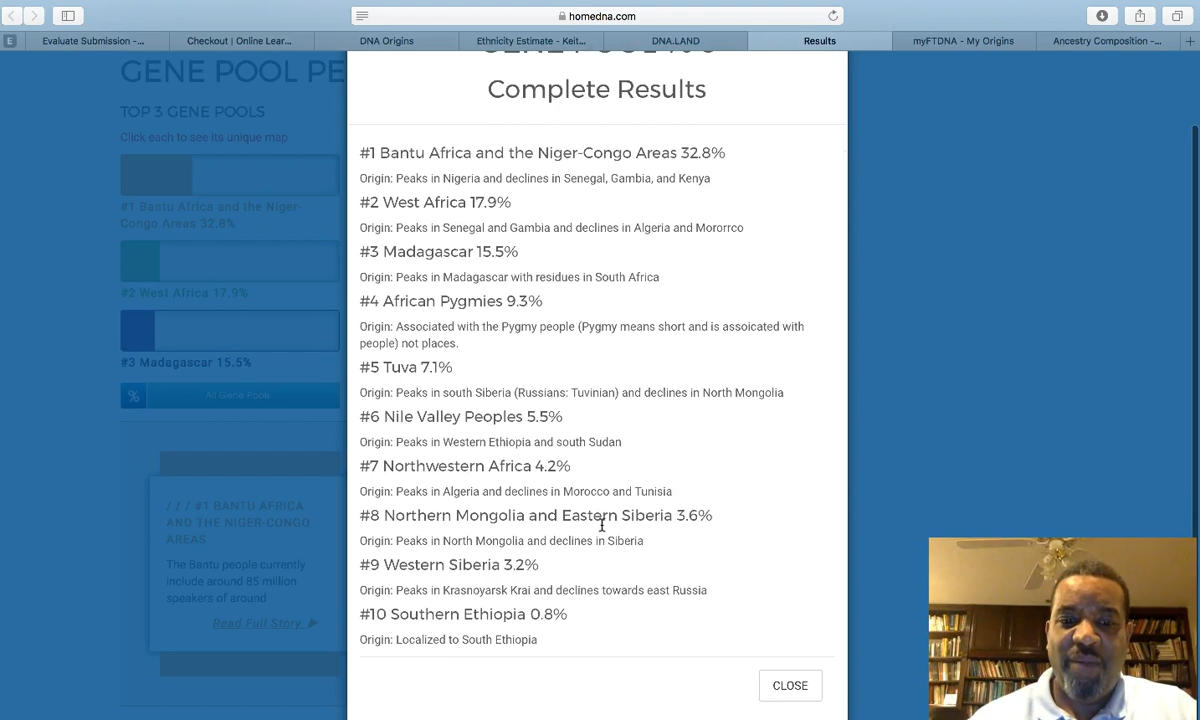 homedna.com
E
Evaluate Submission -...
Checkout | Online Lear...
DNA Origins
Ethnicity Estimate - Keit...
DNA.LAND
Results
myFTDNA - My Origins
Ancestry Composition -...
GENE POOL PE
TOP 3 GENE POOLS
Click each to see its unique map
#1 Bantu Africa and the Niger-
Congo Areas 32.8%
#2 West Africa 17.9%
#3 Madagascar 15.5%
%
All Gene Pools
/ / / #1 BANTU AFRICA
AND THE NIGER-CONGO
AREAS
The Bantu people currently
include around 85 million
speakers of around
Read Full Story
Complete Results
#1 Bantu Africa and the Niger-Congo Areas 32.8%
Origin: Peaks in Nigeria and declines in Senegal, Gambia, and Kenya
#2 West Africa 17.9%
Origin: Peaks in Senegal and Gambia and declines in Algeria and Mororrco
#3 Madagascar 15.5%
Origin: Peaks in Madagascar with residues in South Africa
#4 African Pygmies 9.3%
Origin: Associated with the Pygmy people (Pygmy means short and is assoicated with
people) not places.
#5 Tuva 7.1%
Origin: Peaks in south Siberia (Russians: Tuvinian) and declines in North Mongolia
#6 Nile Valley Peoples 5.5%
Origin: Peaks in Western Ethiopia and south Sudan
#7 Northwestern Africa 4.2%
Origin: Peaks in Algeria and declines in Morocco and Tunisia
#8 Northern Mongolia and Eastern Siberia 3.6%
Origin: Peaks in North Mongolia and declines in Siberia
#9 Western Siberia 3.2%
Origin: Peaks in Krasnoyarsk Krai and declines towards east Russia
#10 Southern Ethiopia 0.8%
Origin: Localized to South Ethiopia
CLOSE